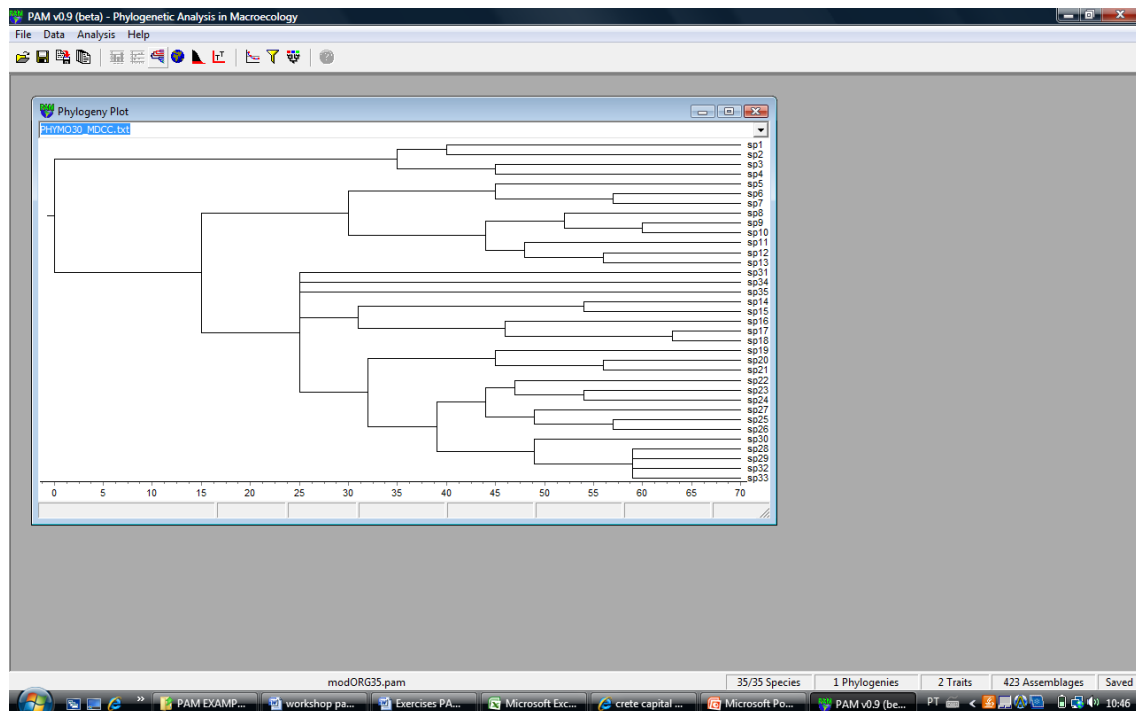 PAM v0.9 (beta) - Phylogenetic Analysis in Macroecology
File Data Analysis Help
Phylogeny Plot
PHYMO30_MDCC.txt
sp1
sp2
sp3
sp4
sp5
sp6
sp7
sp8
sp9
sp10
sp11
sp12
sp13
sp31
sp34
sp35
sp14
sp15
sp16
sp17
sp18
sp19
sp20
sp21
sp22
sp23
sp24
sp27
sp25
sp26
sp30
sp28
sp29
sp32
sp33
0 5 10 15 20 25 30 35 40 45 50 55 60 65 70
modORG35.pam 35/35 Species 1 Phylogenies 2 Traits 423 Assemblages Saved
PAM EXAMP... workshop pa... Exercises PA... Microsoft Exc... crete capital ... Microsoft Po... PAM v0.9 (be... PT 10:46